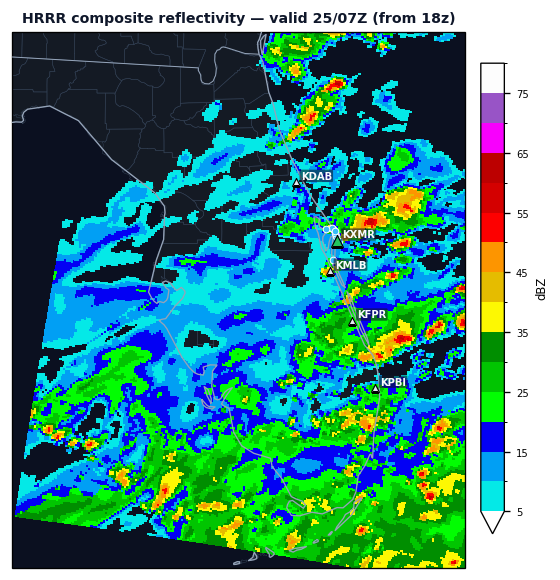 HRRR composite reflectivity — valid 25/07Z (from 18z)
KDAB
KXMR
KMLB
KFPR
KPBI
75
65
55
45
35
25
15
5
dBZ